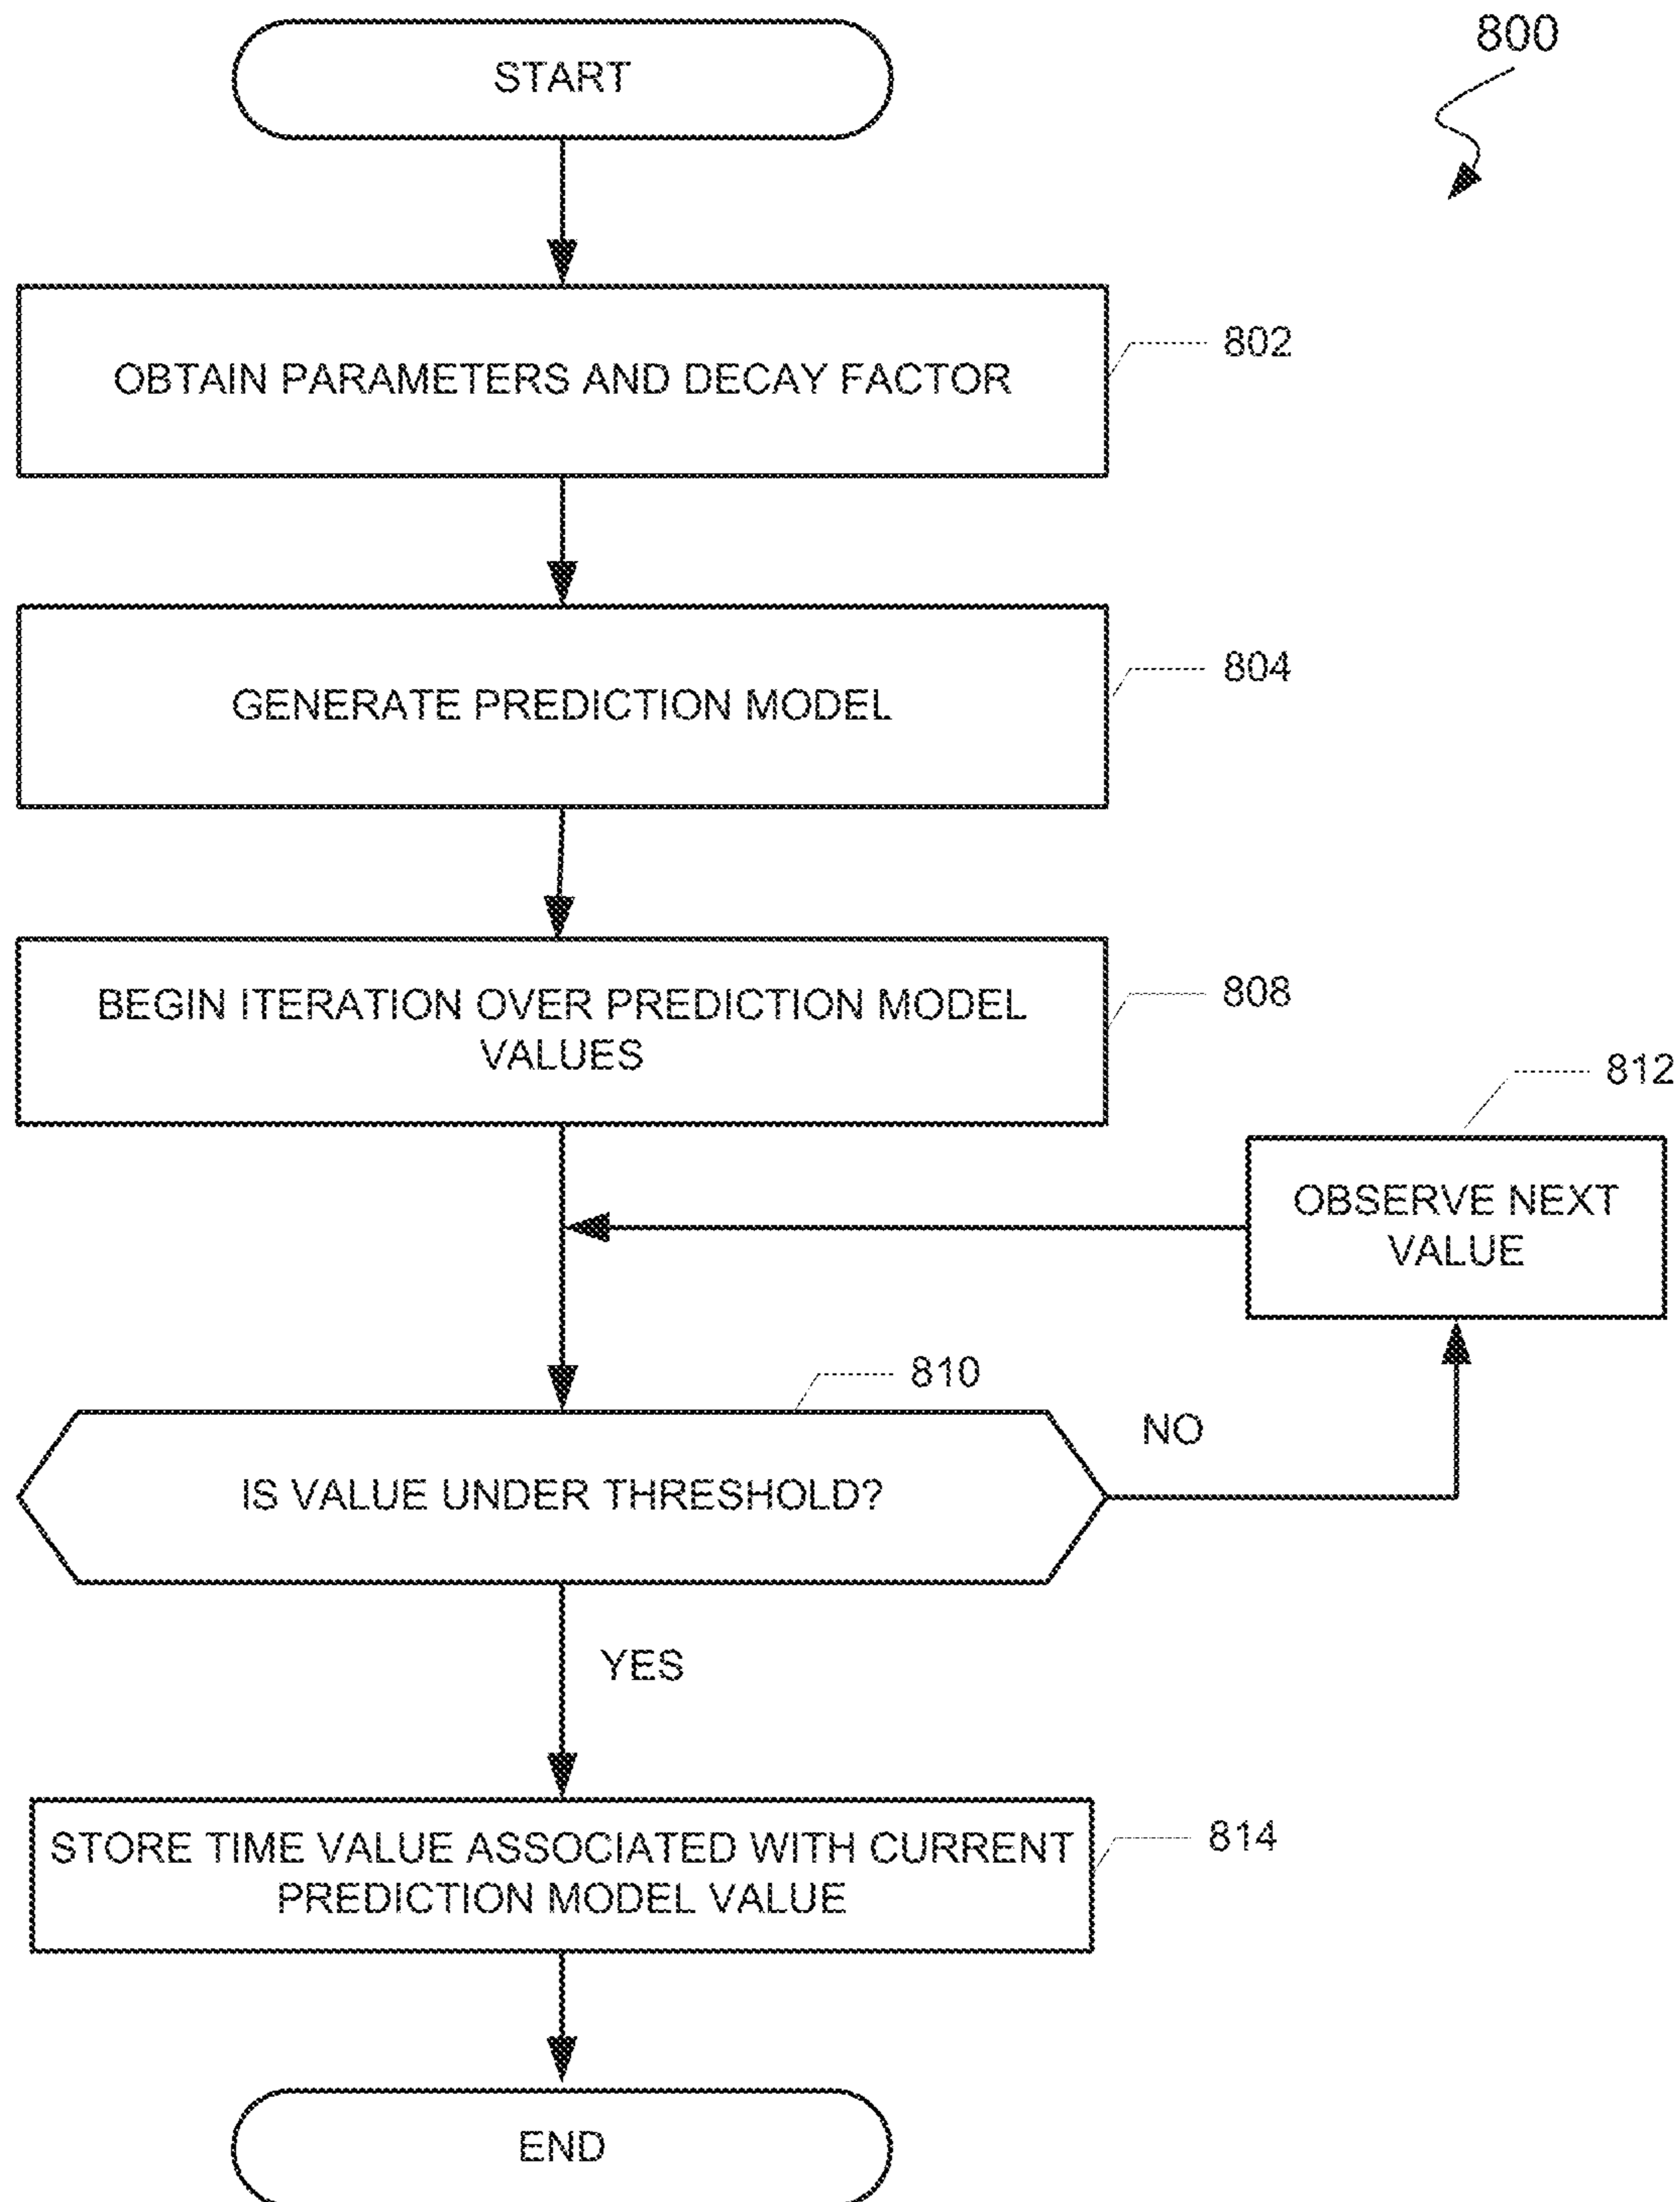 START
800
OBTAIN PARAMETERS AND DECAY FACTOR
802
GENERATE PREDICTION MODEL
804
BEGIN ITERATION OVER PREDICTION MODEL
VALUES
808
812
OBSERVE NEXT
VALUE
810
NO
IS VALUE UNDER THRESHOLD?
YES
STORE TIME VALUE ASSOCIATED WITH CURRENT
PREDICTION MODEL VALUE
814
END